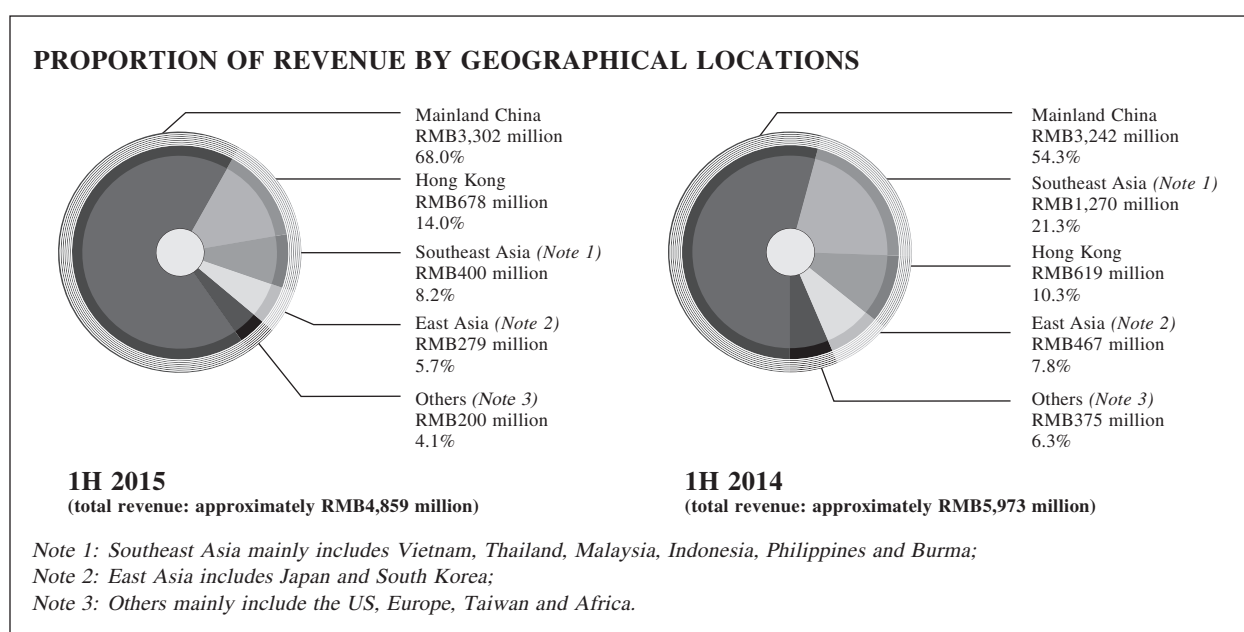 PROPORTION OF REVENUE BY GEOGRAPHICAL LOCATIONS
Mainland China
RMB3,302 million
68.0%
Hong Kong
RMB678 million
14.0%
Southeast Asia (Note 1)
RMB400 million
8.2%
East Asia (Note 2)
RMB279 million
5.7%
Others (Note 3)
RMB200 million
4.1%
1H 2015
(total revenue: approximately RMB4,859 million)
Mainland China
RMB3,242 million
54.3%
Southeast Asia (Note 1)
RMB1,270 million
21.3%
Hong Kong
RMB619 million
10.3%
East Asia (Note 2)
RMB467 million
7.8%
Others (Note 3)
RMB375 million
6.3%
1H 2014
(total revenue: approximately RMB5,973 million)
Note 1: Southeast Asia mainly includes Vietnam, Thailand, Malaysia, Indonesia, Philippines and Burma;
Note 2: East Asia includes Japan and South Korea;
Note 3: Others mainly include the US, Europe, Taiwan and Africa.